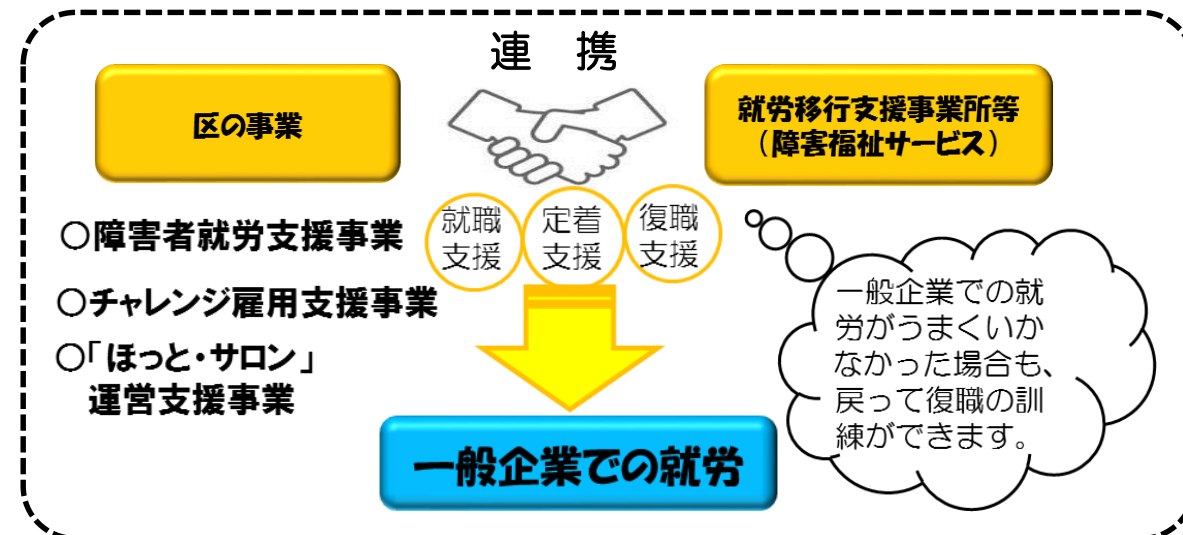 連　携
区の事業
就労移行支援事業所等
（障害福祉サービス）
○障害者就労支援事業
○チャレンジ雇用支援事業
○「ほっと・サロン」
運営支援事業
就職
支援
定着
支援
復職
支援
一般企業での就
労がうまくいか
なかった場合も、
戻って復職の訓
練ができます。
一般企業での就労